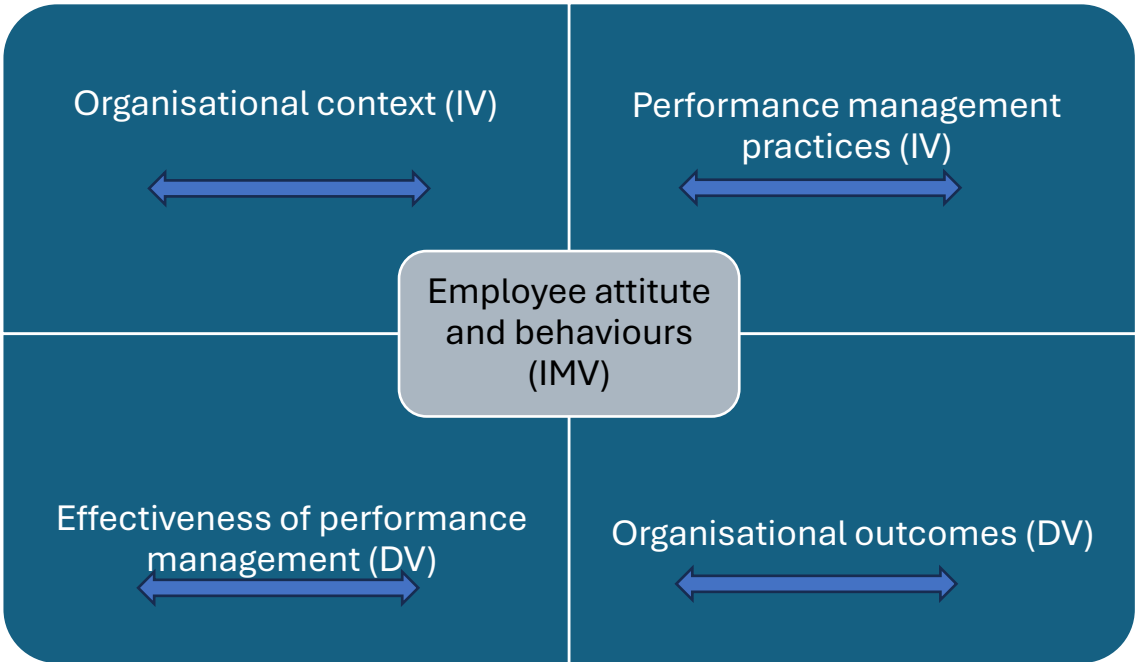 Organisational context (IV)
Performance management
practices (IV)
Employee attitute
and behaviours
(IMV)
Effectiveness of performance
management (DV)
Organisational outcomes (DV)